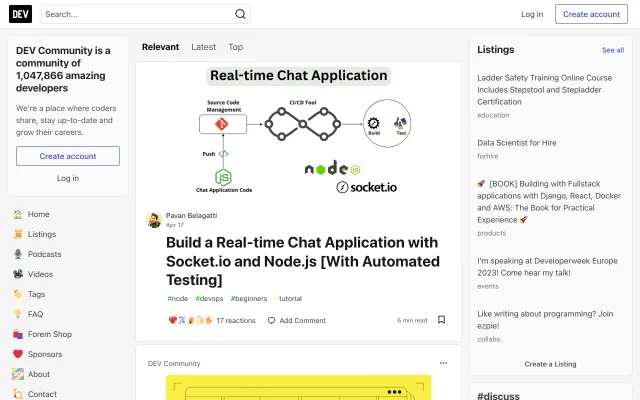 DEV
Search...
Log in
Create account
DEV Community is a
community of
1,047,866 amazing
developers
We're a place where coders
share, stay up-to-date and
grow their careers.
Create account
Log in
Home
Listings
Podcasts
Videos
Tags
FAQ
Forem Shop
Sponsors
About
Contact
Relevant
Latest
Top
Real-time Chat Application
Source Code
Management
CI/CD Tool
Build
Test
Push
JS
Chat Application Code
node
JS
socket.io
Pavan Belagatti
Apr 17
Build a Real-time Chat Application with
Socket.io and Node.js [With Automated
Testing]
#node #devops #beginners tutorial
17 reactions
Add Comment
6 min read
DEV Community
Listings
See all
Ladder Safety Training Online Course
Includes Stepstool and Stepladder
Certification
education
Data Scientist for Hire
forhire
🚀 [BOOK] Building with Fullstack
applications with Django, React, Docker
and AWS: The Book for Practical
Experience 🚀
products
I'm speaking at Developerweek Europe
2023! Come hear my talk!
events
Like writing about programming? Join
ezpie!
collabs
Create a Listing
#discuss